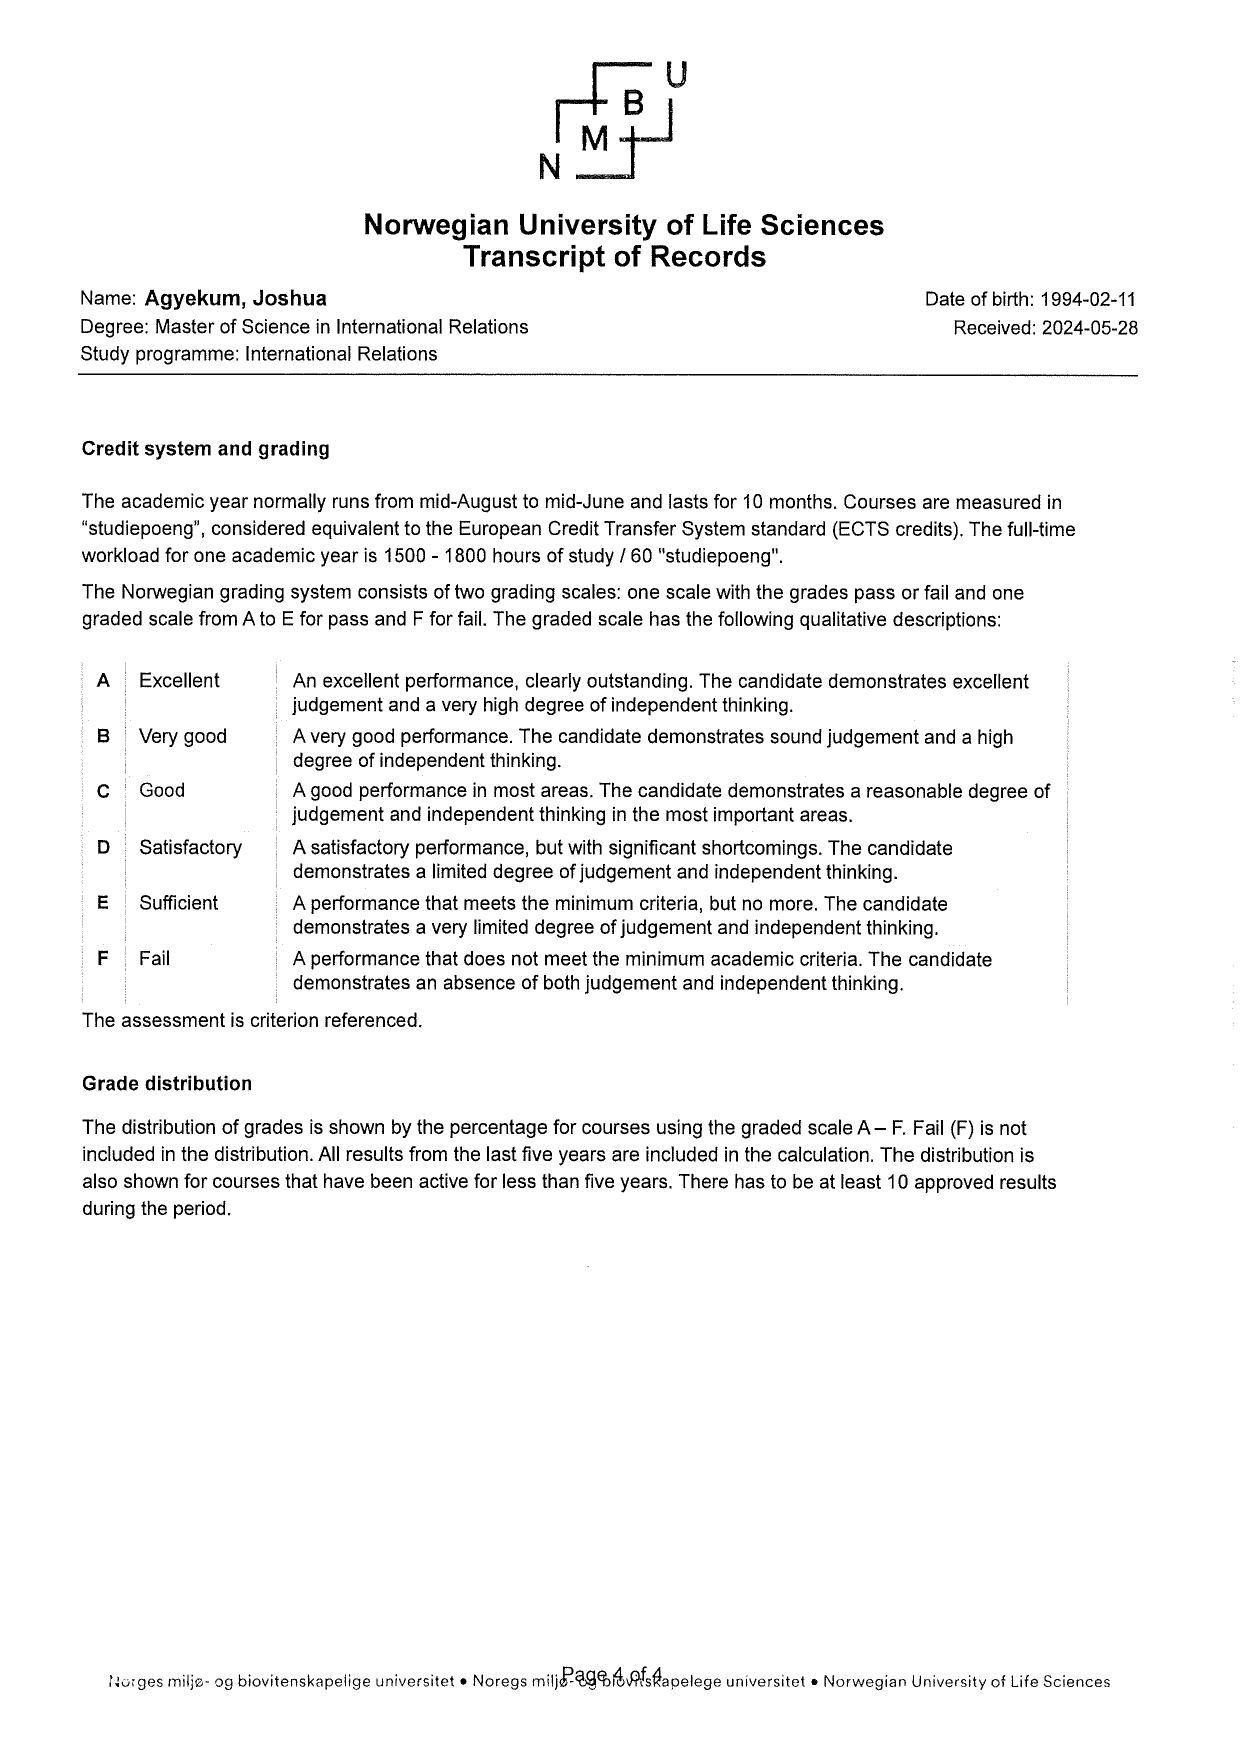 U
B
M
N
Norwegian University of Life Sciences
Transcript of Records
Name: Agyekum, Joshua
Date of birth: 1994-02-11
Degree: Master of Science in International Relations
Received: 2024-05-28
Study programme: International Relations
Credit system and grading
The academic year normally runs from mid-August to mid-June and lasts for 10 months. Courses are measured in
“studiepoeng”, considered equivalent to the European Credit Transfer System standard (ECTS credits). The full-time
workload for one academic year is 1500 - 1800 hours of study / 60 "studiepoeng".
The Norwegian grading system consists of two grading scales: one scale with the grades pass or fail and one
graded scale from A to E for pass and F for fail. The graded scale has the following qualitative descriptions:
A Excellent An excellent performance, clearly outstanding. The candidate demonstrates excellent
judgement and a very high degree of independent thinking.
B Very good A very good performance. The candidate demonstrates sound judgement and a high
degree of independent thinking.
C Good A good performance in most areas. The candidate demonstrates a reasonable degree of
judgement and independent thinking in the most important areas.
D Satisfactory A satisfactory performance, but with significant shortcomings. The candidate
demonstrates a limited degree of judgement and independent thinking.
E Sufficient A performance that meets the minimum criteria, but no more. The candidate
demonstrates a very limited degree of judgement and independent thinking.
F Fail A performance that does not meet the minimum academic criteria. The candidate
demonstrates an absence of both judgement and independent thinking.
The assessment is criterion referenced.
Grade distribution
The distribution of grades is shown by the percentage for courses using the graded scale A – F. Fail (F) is not
included in the distribution. All results from the last five years are included in the calculation. The distribution is
also shown for courses that have been active for less than five years. There has to be at least 10 approved results
during the period.
Page 4 of 4
Norges miljø- og biovitenskapelige universitet • Noregs miljø- og biovitskapelege universitet • Norwegian University of Life Sciences